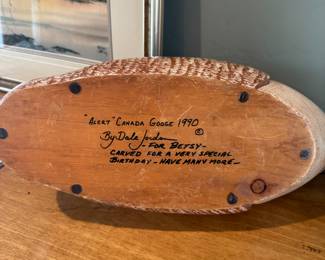 "ALERT" CANADA GOOSE 1990
©
By: Dale Jordan
- FOR BETSY -
CARVED FOR A VERY SPECIAL
BIRTHDAY - HAVE MANY MORE -